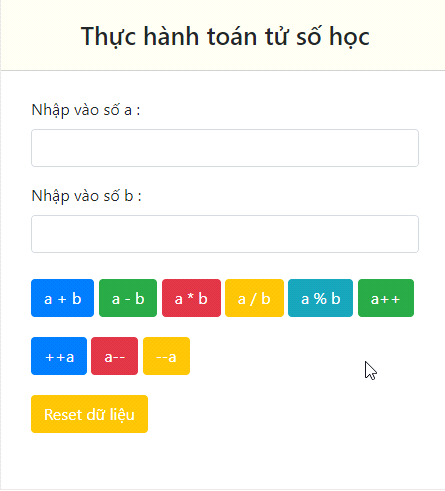 Thực hành toán tử số học
Nhập vào số a :
Nhập vào số b :
a + b a - b a * b a / b a % b a++
++a a-- --a
Reset dữ liệu